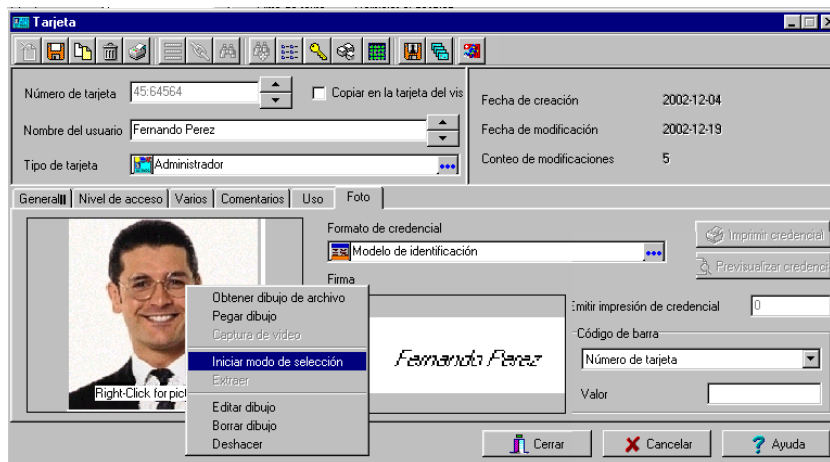 Tarjeta
Número de tarjeta
45:64564
Copiar en la tarjeta del vis
Nombre del usuario
Fernando Perez
Tipo de tarjeta
Administrador
Fecha de creación 2002-12-04
Fecha de modificación 2002-12-19
Conteo de modificaciones 5
General Nivel de acceso Varios Comentarios Uso Foto
Formato de credencial
Modelo de identificación
Imprimir credencial
Previsualizar credenci
Firma
Obtener dibujo de archivo
Pegar dibujo
Captura de vídeo
Iniciar modo de selección
Extraer
Editar dibujo
Borrar dibujo
Deshacer
Right-Click for pic
Fernando Perez
Emitir impresión de credencial 0
Código de barra
Número de tarjeta
Valor
Cerrar Cancelar Ayuda